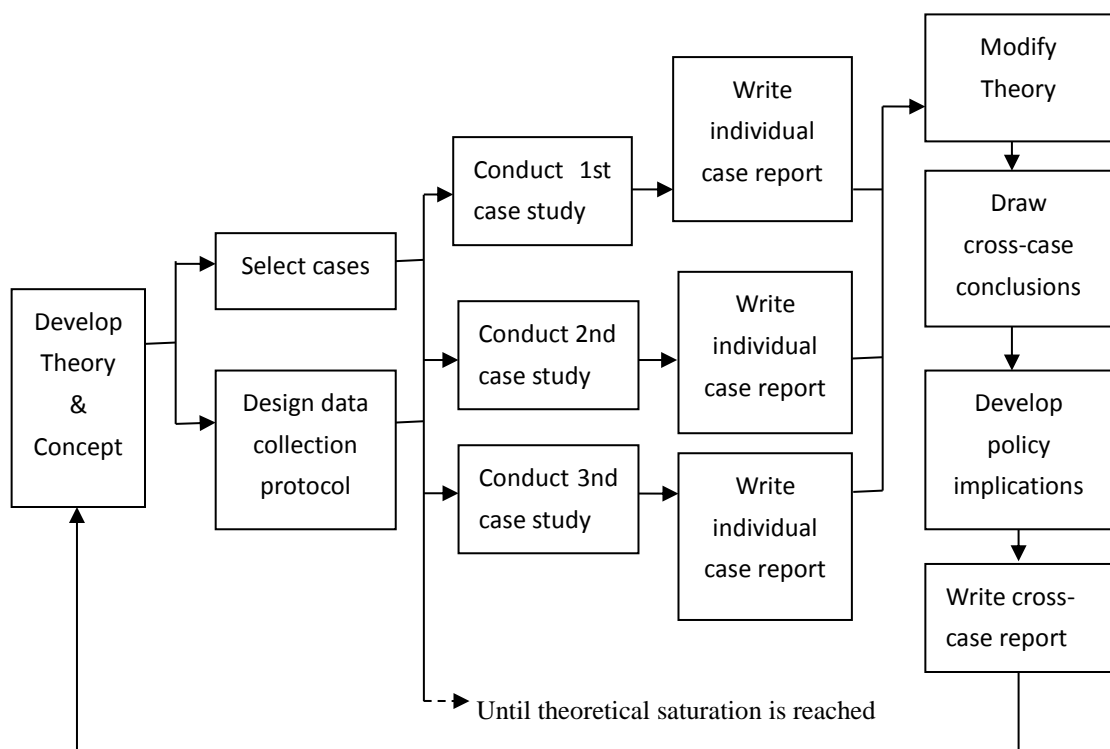 Develop
Theory
&
Concept
Select cases
Design data
collection
protocol
Conduct 1st
case study
Conduct 2nd
case study
Conduct 3nd
case study
Until theoretical saturation is reached
Write
individual
case report
Write
individual
case report
Write
individual
case report
Modify
Theory
Draw
cross-case
conclusions
Develop
policy
implications
Write cross-
case report